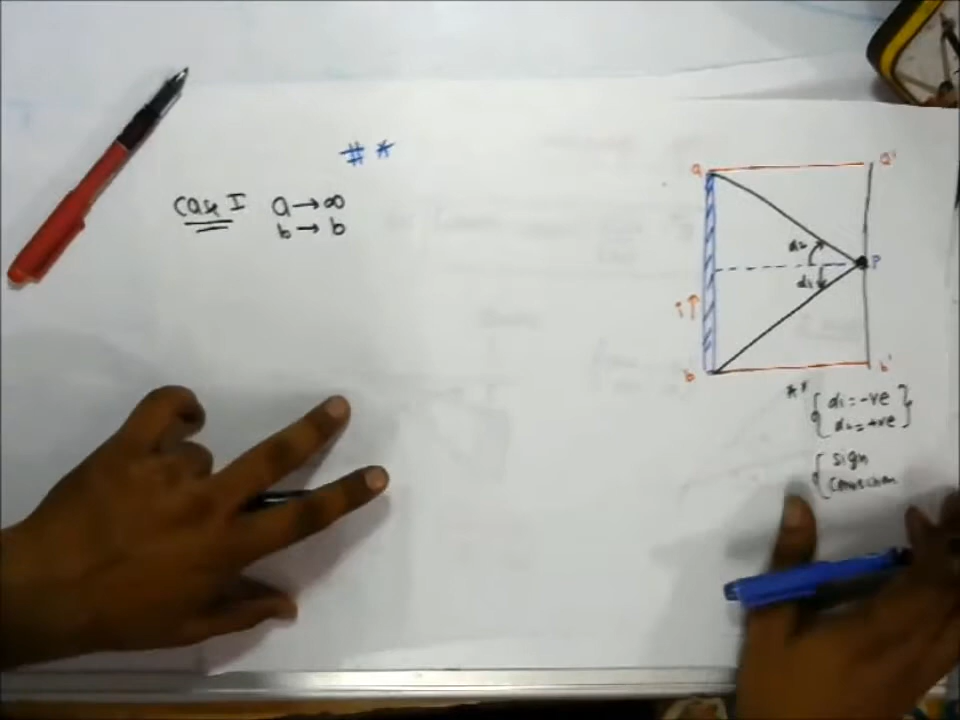 # *
Case I a → ∞
b → b
a a'
α₂
P
α₁
i ↑
b b'
** { α₁ = -ve
α₂ = +ve }
{ sign
convention